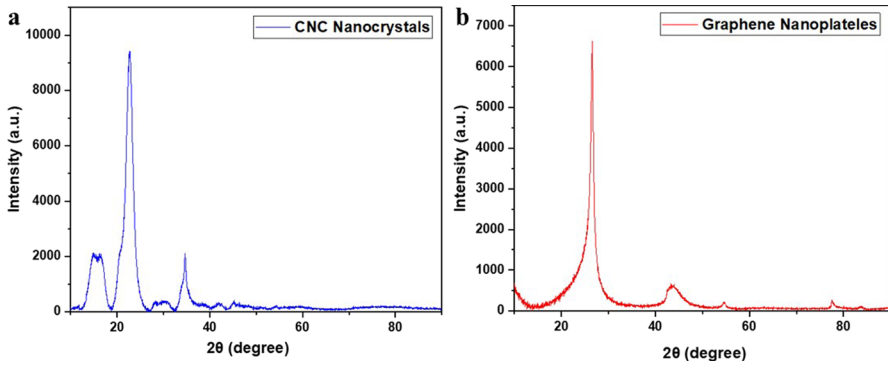 a
CNC Nanocrystals
Intensity (a.u.)
10000
8000
6000
4000
2000
0
20
40
60
80
2θ (degree)
b
Graphene Nanoplateles
Intensity (a.u.)
7000
6000
5000
4000
3000
2000
1000
0
20
40
60
80
2θ (degree)